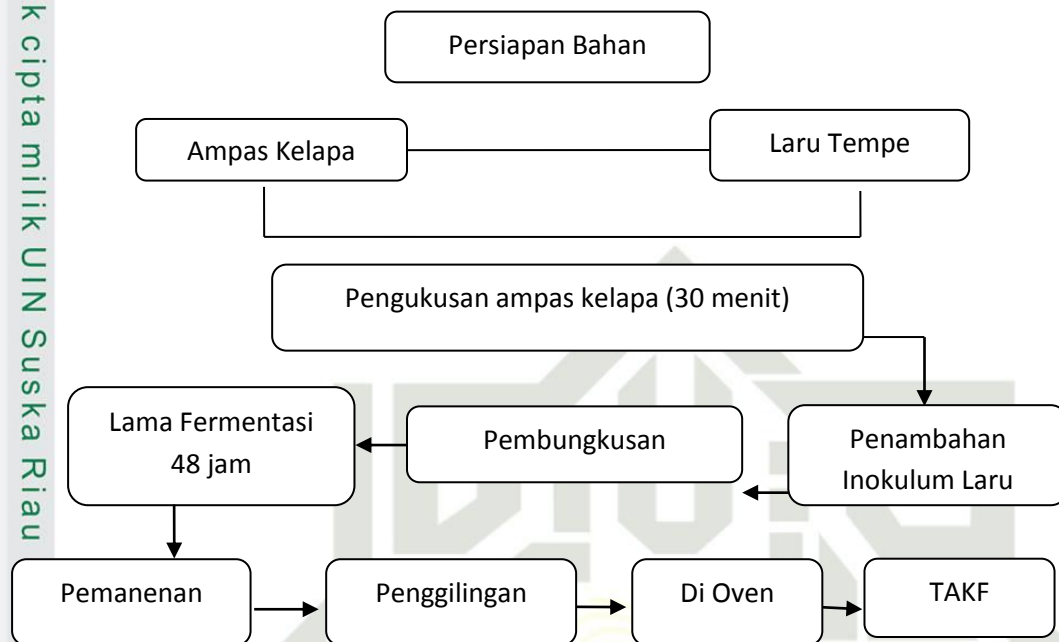 k cipta milik UIN Suska Riau
Persiapan Bahan
Ampas Kelapa
Laru Tempe
Pengukusan ampas kelapa (30 menit)
Penambahan
Inokulum Laru
Pembungkusan
Lama Fermentasi
48 jam
Pemanenan
Penggilingan
Di Oven
TAKF